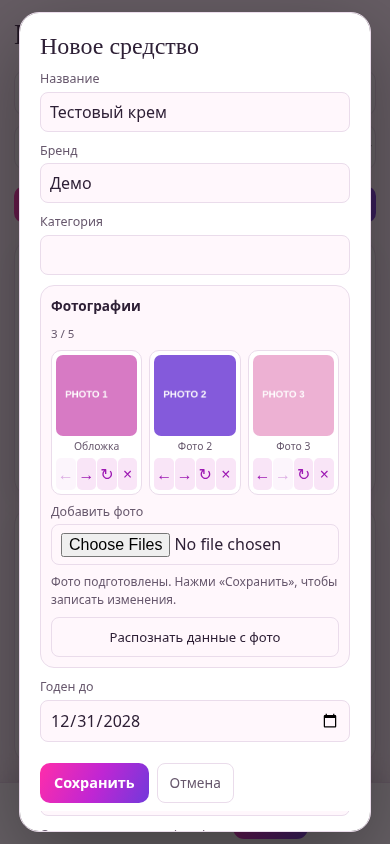 Новое средство
Название
Тестовый крем
Бренд
Демо
Категория
Фотографии
3 / 5
PHOTO 1
PHOTO 2
PHOTO 3
Обложка
Фото 2
Фото 3
← → ↻ ×
← → ↻ ×
← → ↻ ×
Добавить фото
Choose Files No file chosen
Фото подготовлены. Нажми «Сохранить», чтобы
записать изменения.
Распознать данные с фото
Годен до
12/31/2028
Сохранить
Отмена